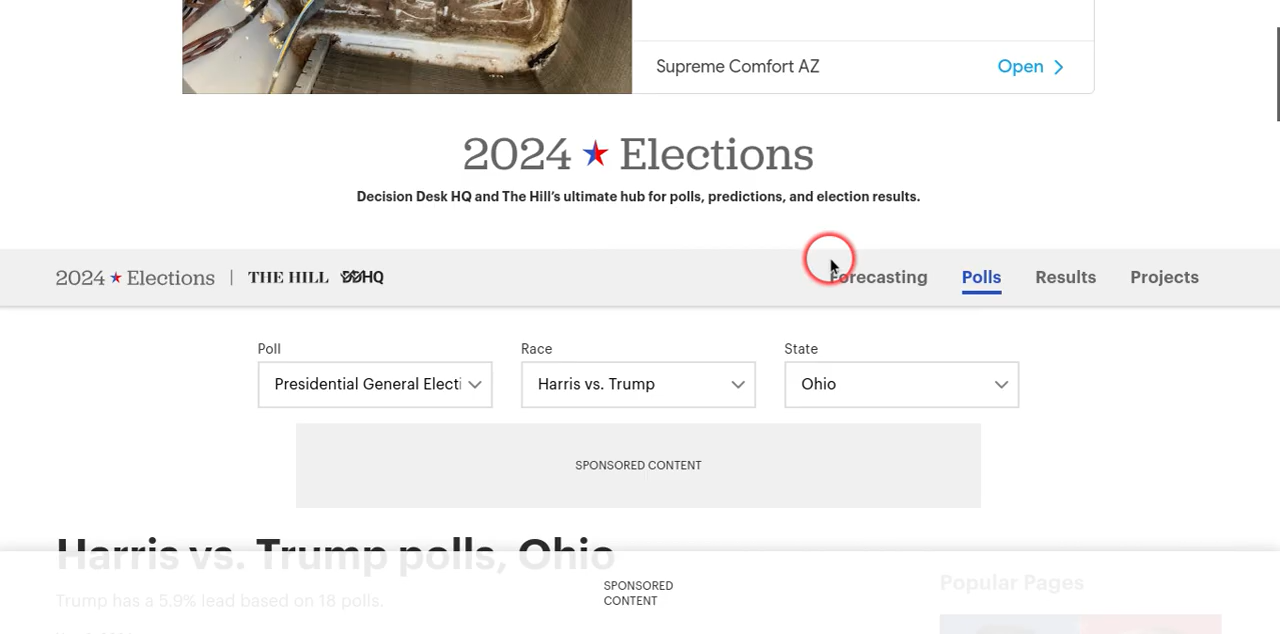 Supreme Comfort AZ
Open
2024 Elections
Decision Desk HQ and The Hill's ultimate hub for polls, predictions, and election results.
2024 Elections | THE HILL DDHQ
Forecasting Polls Results Projects
Poll Race State
Presidential General Electi Harris vs. Trump Ohio
SPONSORED CONTENT
Harris vs. Trump polls, Ohio
SPONSORED
CONTENT
Popular Pages
Trump has a 5.9% lead based on 18 polls.